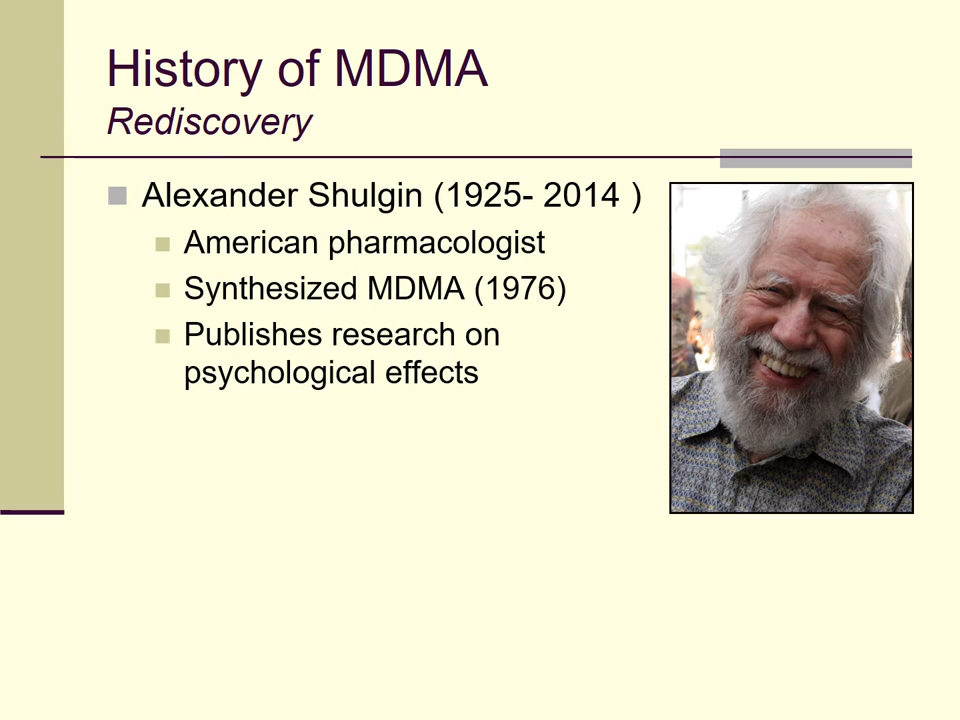 History of MDMA
Rediscovery
Alexander Shulgin (1925- 2014 )
American pharmacologist
Synthesized MDMA (1976)
Publishes research on
psychological effects